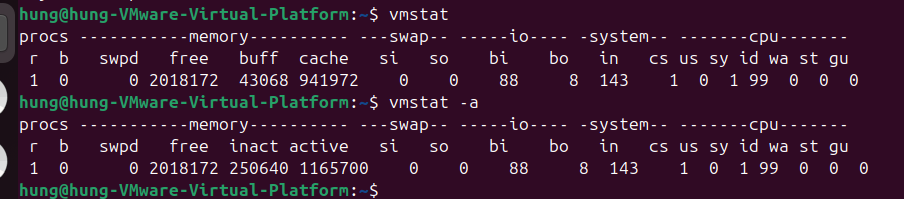 hung@hung-VMware-Virtual-Platform:~$ vmstat
procs -----------memory---------- ---swap-- -----io---- -system-- -------cpu-------
 r  b   swpd   free   buff  cache   si   so    bi    bo   in   cs us sy id wa st gu
 1  0      0 2018172  43068 941972    0    0    88     8  143    1  0  1 99  0  0  0
hung@hung-VMware-Virtual-Platform:~$ vmstat -a
procs -----------memory---------- ---swap-- -----io---- -system-- -------cpu-------
 r  b   swpd   free  inact active   si   so    bi    bo   in   cs us sy id wa st gu
 1  0      0 2018172 250640 1165700    0    0    88     8  143    1  0  1 99  0  0  0
hung@hung-VMware-Virtual-Platform:~$